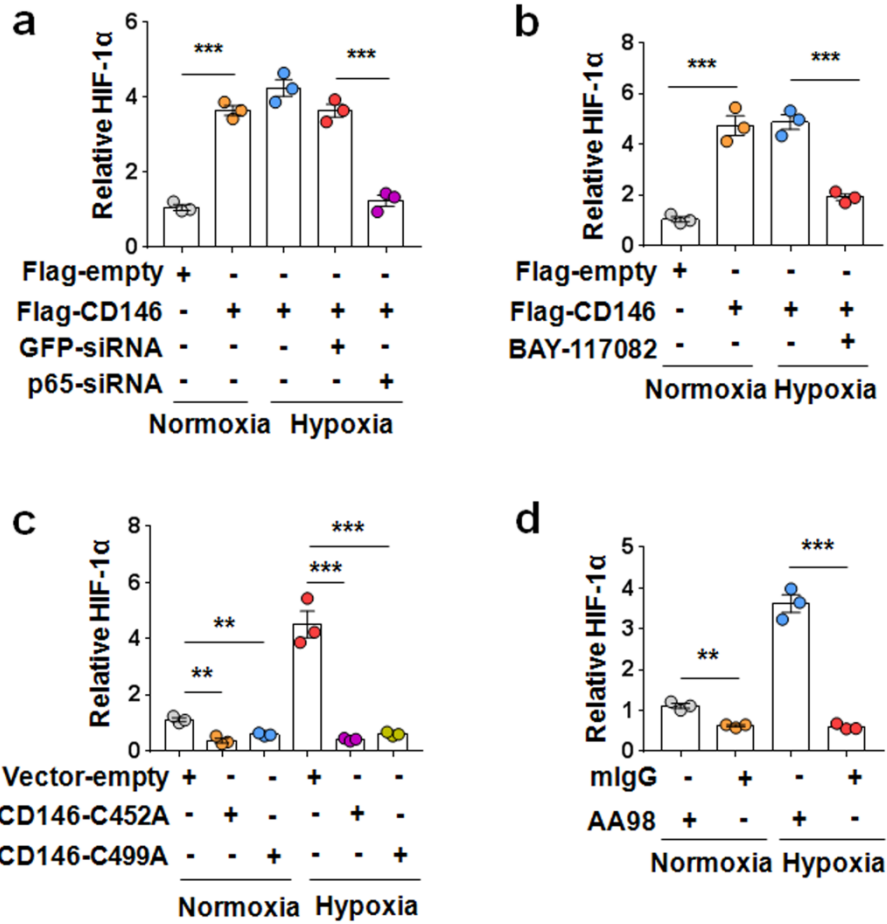 a
Relative HIF-1α
6
4
2
0
*** ***
Flag-empty + - - - -
Flag-CD146 - + + + +
GFP-siRNA - - - + -
p65-siRNA - - - - +
Normoxia Hypoxia
b
Relative HIF-1α
8
6
4
2
0
*** ***
Flag-empty + - - -
Flag-CD146 - + + +
BAY-117082 - - - +
Normoxia Hypoxia
c
Relative HIF-1α
8
6
4
2
0
** ** *** ***
Vector-empty + - - + - -
CD146-C452A - + - - + -
CD146-C499A - - + - - +
Normoxia Hypoxia
d
Relative HIF-1α
5
4
3
2
1
0
** ***
mIgG - + - +
AA98 + - + -
Normoxia Hypoxia